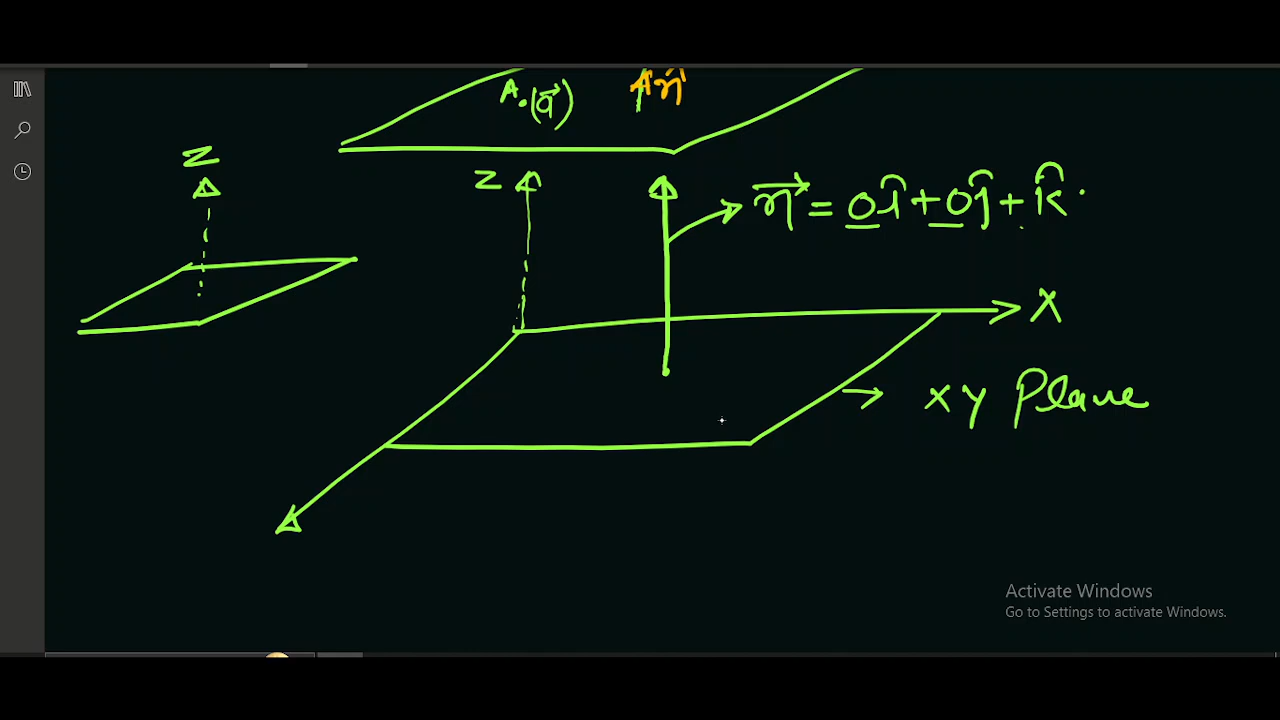 A.(a⃗) n⃗
Z
Z n⃗ = 0î + 0ĵ + k̂.
X
xy Plane
Activate Windows
Go to Settings to activate Windows.